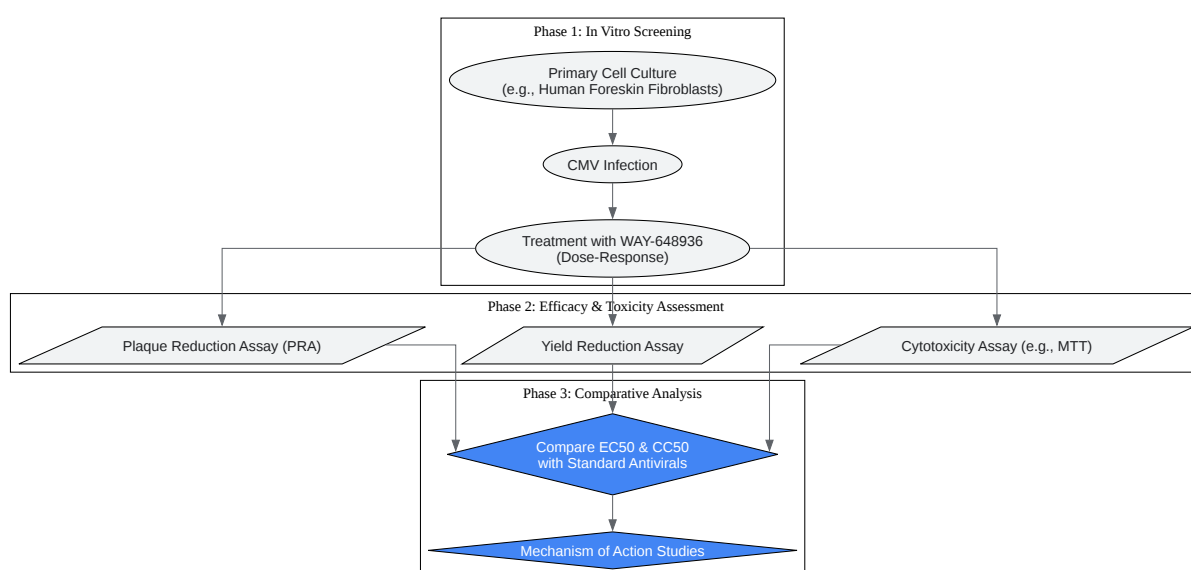 Phase 1: In Vitro Screening
Primary Cell Culture
(e.g., Human Foreskin Fibroblasts)
CMV Infection
Treatment with WAY-648936
(Dose-Response)
Phase 2: Efficacy & Toxicity Assessment
Plaque Reduction Assay (PRA)
Yield Reduction Assay
Cytotoxicity Assay (e.g., MTT)
Phase 3: Comparative Analysis
Compare EC50 & CC50
with Standard Antivirals
Mechanism of Action Studies